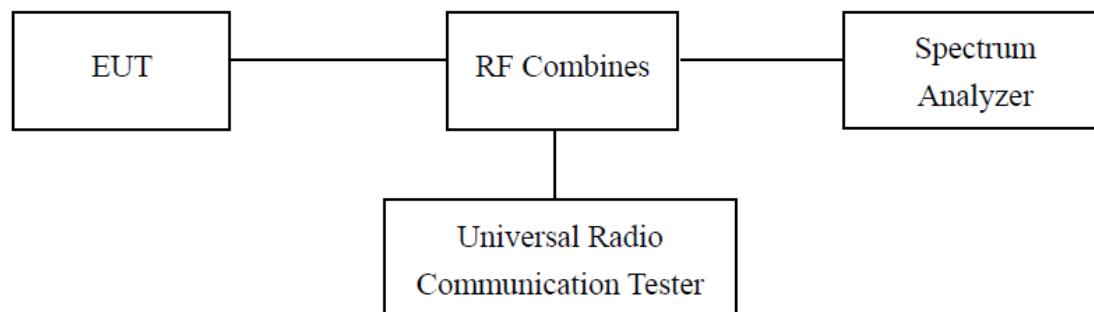 EUT
RF Combines
Spectrum
Analyzer
Universal Radio
Communication Tester